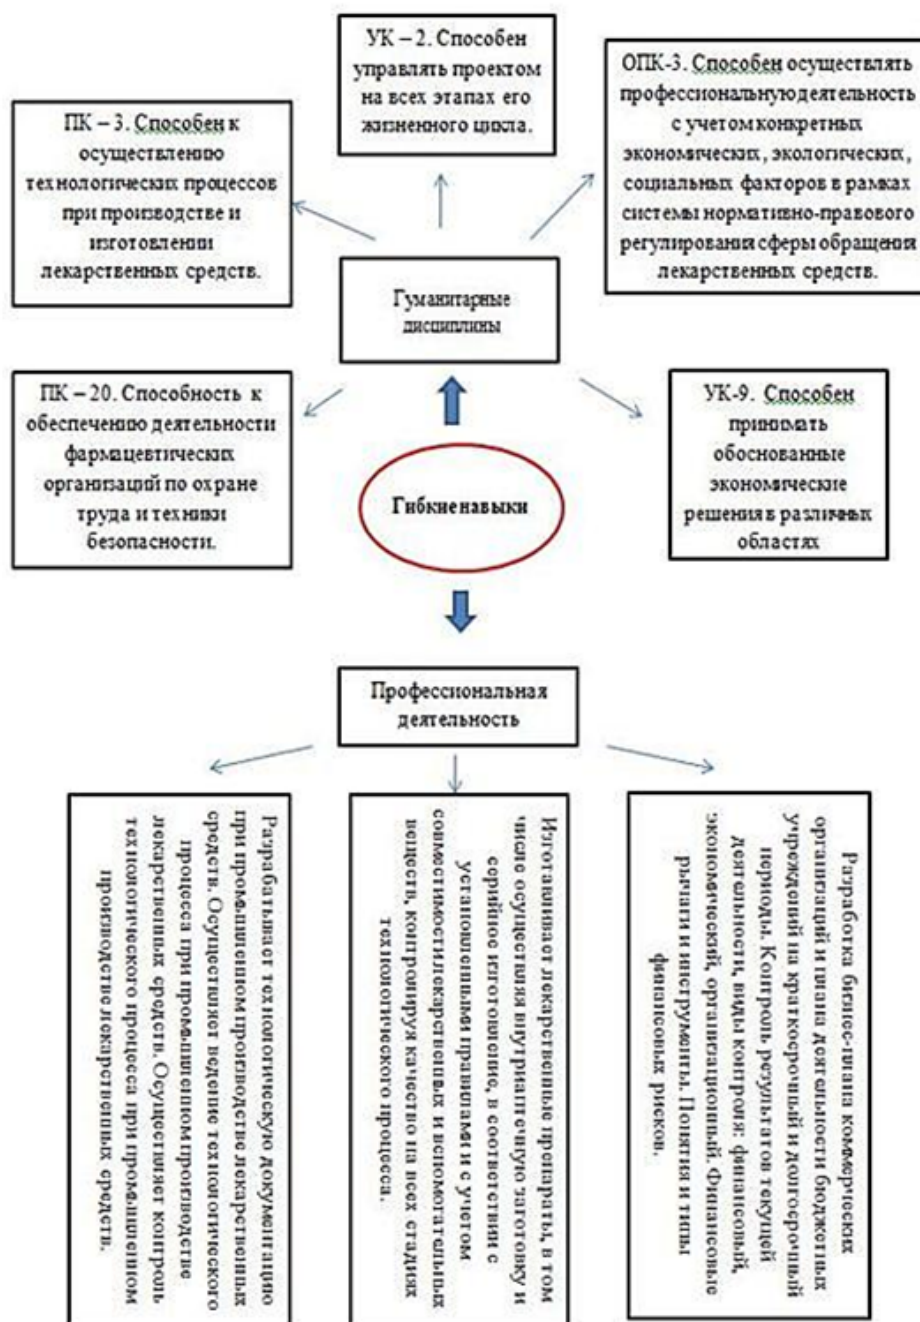 УК – 2. Способен
управлять проектом
на всех этапах его
жизненного цикла.
ОПК-3. Способен осуществлять
профессиональную деятельность
с учетом конкретных
экономических, экологических,
социальных факторов в рамках
системы нормативно-правового
регулирования сферы обращения
лекарственных средств.
ПК – 3. Способен к
осуществлению
технологических процессов
при производстве и
изготовлении
лекарственных средств.
Гуманитарные
дисциплины
ПК – 20. Способность к
обеспечению деятельности
фармацевтических
организаций по охране
труда и техники
безопасности.
УК-9. Способен
принимать
обоснованные
экономические
решения в различных
областях
Гибкие навыки
Профессиональная
деятельность
Разрабатывает технологическую документацию
при промышленном производстве лекарственных
средств. Осуществляет ведение технологического
процесса при промышленном производстве
лекарственных средств. Осуществляет контроль
технологического процесса при промышленном
производстве лекарственных средств.
Изготавливает лекарственные препараты, в том
числе осуществляя внутриаптечную заготовку и
серийное изготовление, в соответствии с
установленными правилами и с учетом
совместимости лекарственных и вспомогательных
веществ, контролируя качество на всех стадиях
технологического процесса.
Разработка бизнес-плана коммерческих
организаций и плана деятельности бюджетных
учреждений на краткосрочный и долгосрочный
периоды. Контроль результатов текущей
деятельности, виды контроля: финансовый,
экономический, организационный. Финансовые
рычаги и инструменты. Понятия и типы
финансовых рисков.